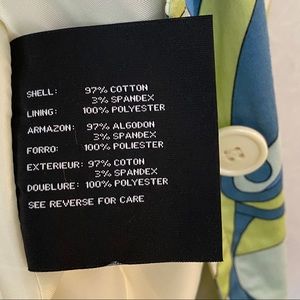 SHELL: 97% COTTON
3% SPANDEX
LINING: 100% POLYESTER
ARMAZON: 97% ALGODON
3% SPANDEX
FORRO: 100% POLIESTER
EXTERIEUR: 97% COTON
3% SPANDEX
DOUBLURE: 100% POLYESTER
SEE REVERSE FOR CARE